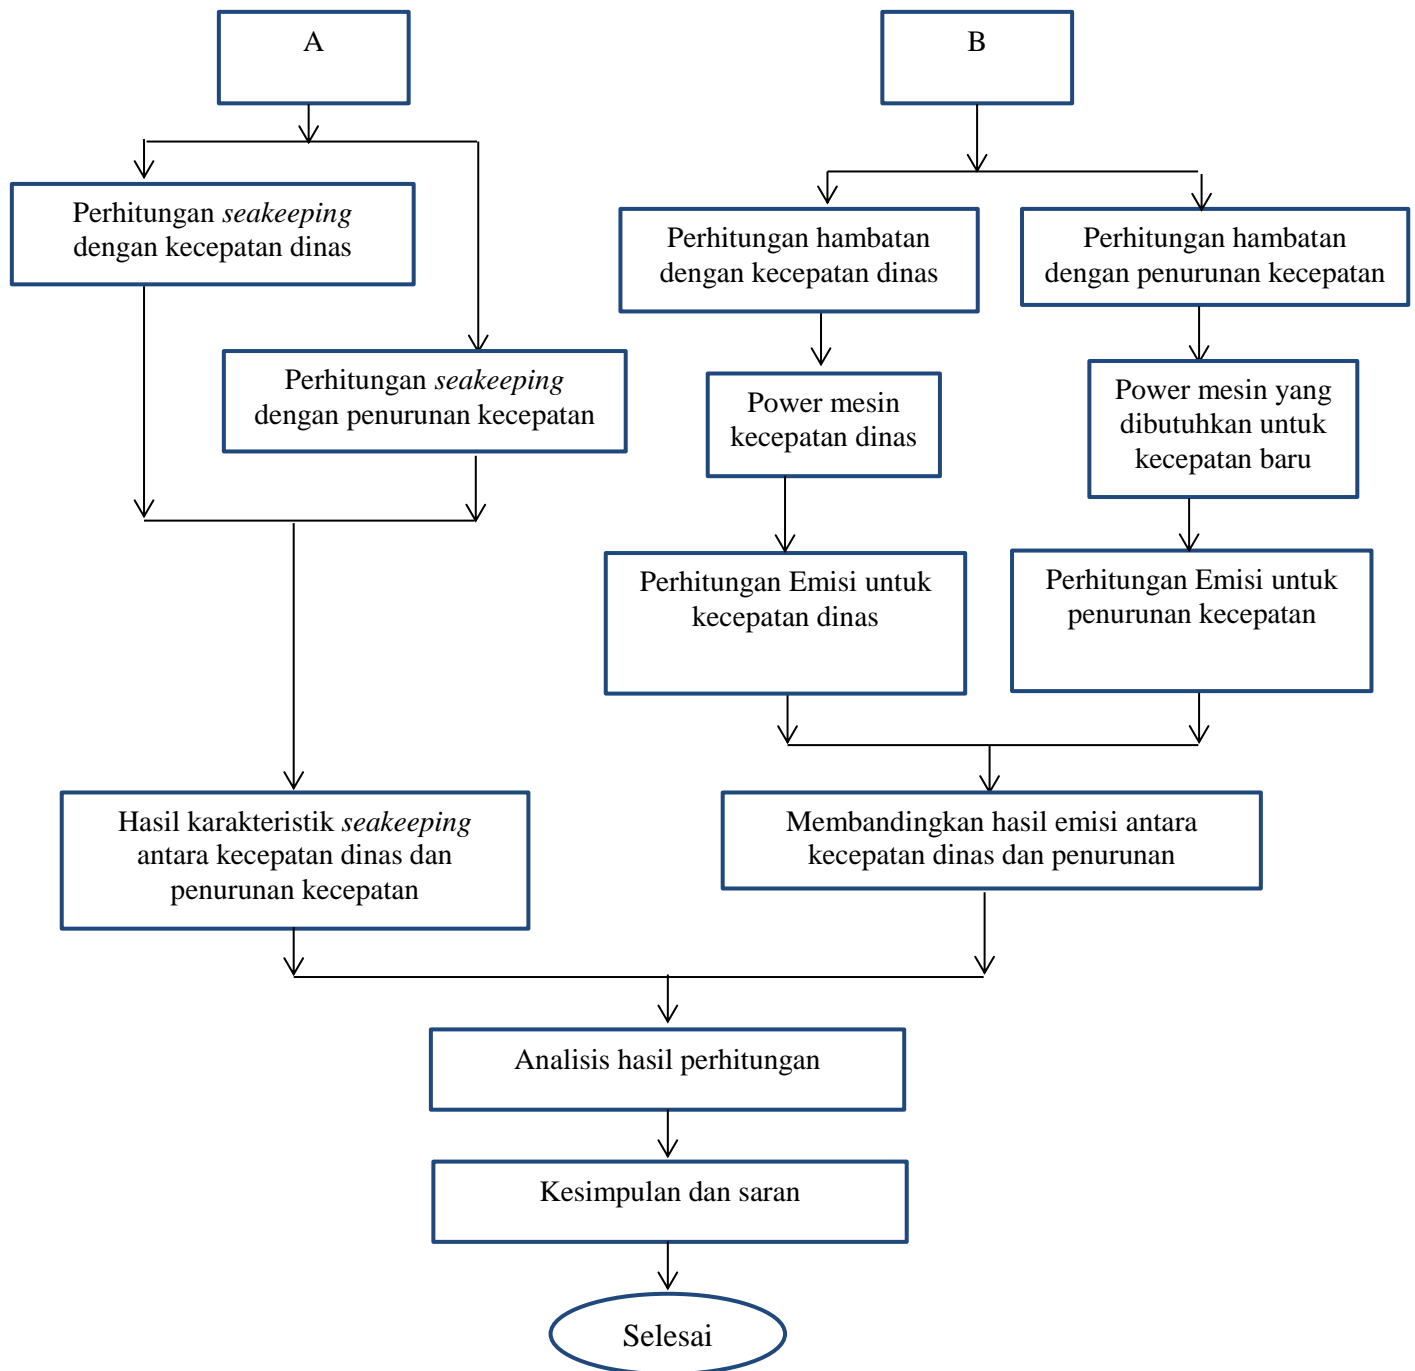 A
B
Perhitungan seakeeping
dengan kecepatan dinas
Perhitungan hambatan
dengan kecepatan dinas
Perhitungan hambatan
dengan penurunan kecepatan
Perhitungan seakeeping
dengan penurunan kecepatan
Power mesin
kecepatan dinas
Power mesin yang
dibutuhkan untuk
kecepatan baru
Perhitungan Emisi untuk
kecepatan dinas
Perhitungan Emisi untuk
penurunan kecepatan
Hasil karakteristik seakeeping
antara kecepatan dinas dan
penurunan kecepatan
Membandingkan hasil emisi antara
kecepatan dinas dan penurunan
Analisis hasil perhitungan
Kesimpulan dan saran
Selesai